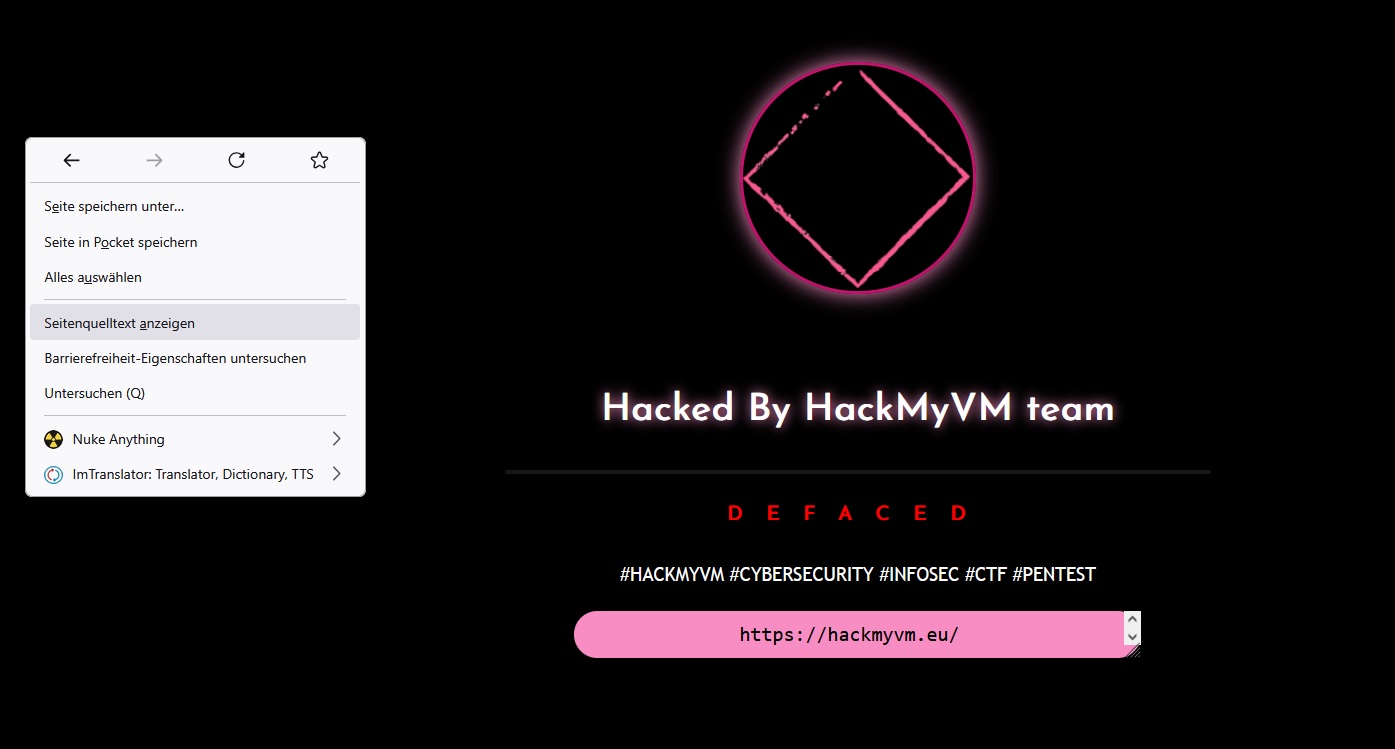 Seite speichern unter...
Seite in Pocket speichern
Alles auswählen
Seitenquelltext anzeigen
Barrierefreiheit-Eigenschaften untersuchen
Untersuchen (Q)
Nuke Anything
ImTranslator: Translator, Dictionary, TTS
Hacked By HackMyVM team
D E F A C E D
#HACKMYVM #CYBERSECURITY #INFOSEC #CTF #PENTEST
https://hackmyvm.eu/